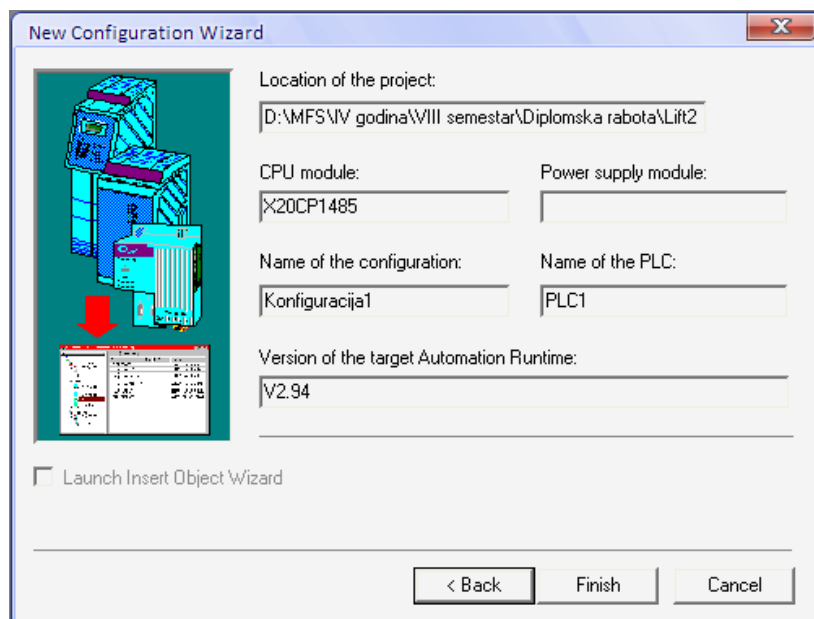 New Configuration Wizard
Location of the project:
D:\MFS\IV godina\VIII semestar\Diplomska rabota\Lift2
CPU module:
Power supply module:
X20CP1485
Name of the configuration:
Name of the PLC:
Konfiguracija1
PLC1
Version of the target Automation Runtime:
V2.94
Launch Insert Object Wizard
< Back
Finish
Cancel